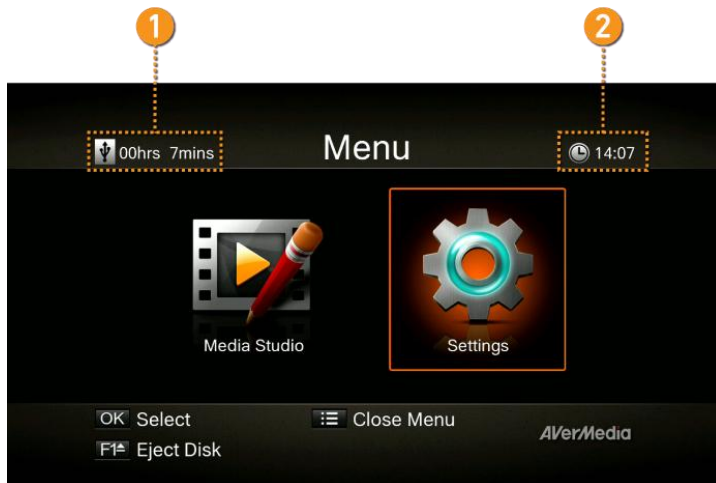 1
2
00hrs 7mins
Menu
14:07
Media Studio
Settings
OK Select
Close Menu
F1 Eject Disk
AVerMedia